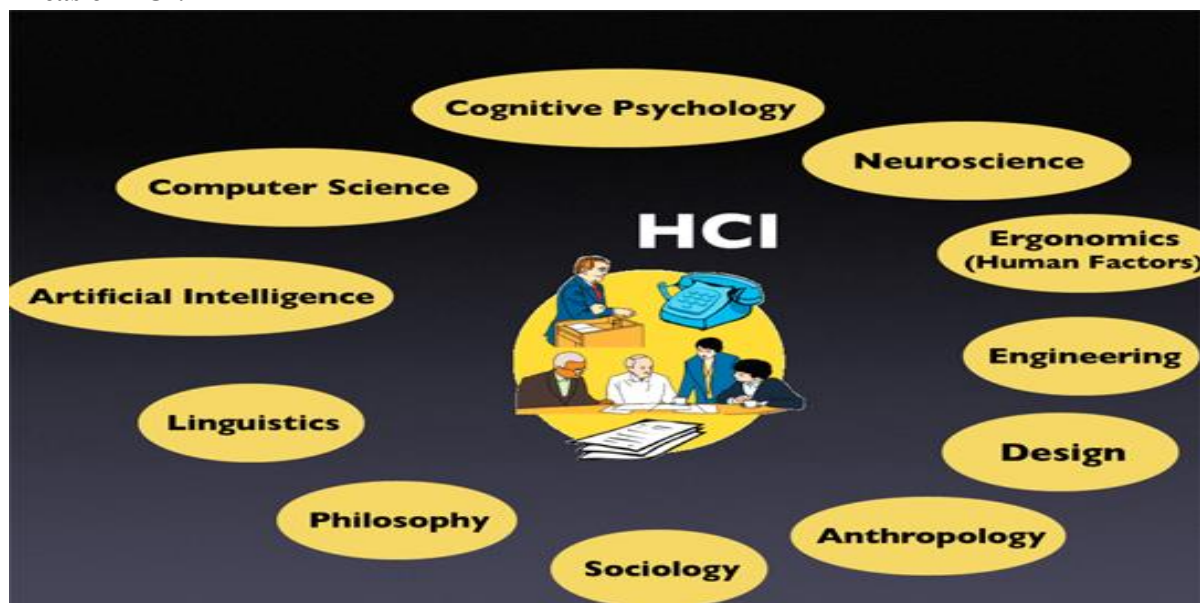 Cognitive Psychology
Neuroscience
Computer Science
HCI
Ergonomics
(Human Factors)
Artificial Intelligence
Engineering
Linguistics
Design
Philosophy
Anthropology
Sociology